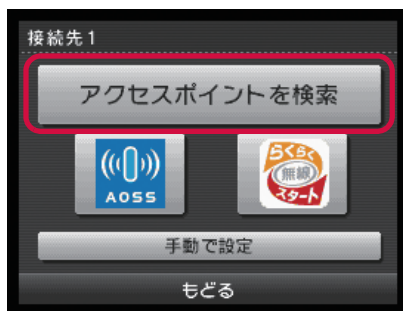 接続先1
アクセスポイントを検索
AOSS
らくらく
無線
スタート
手動で設定
もどる